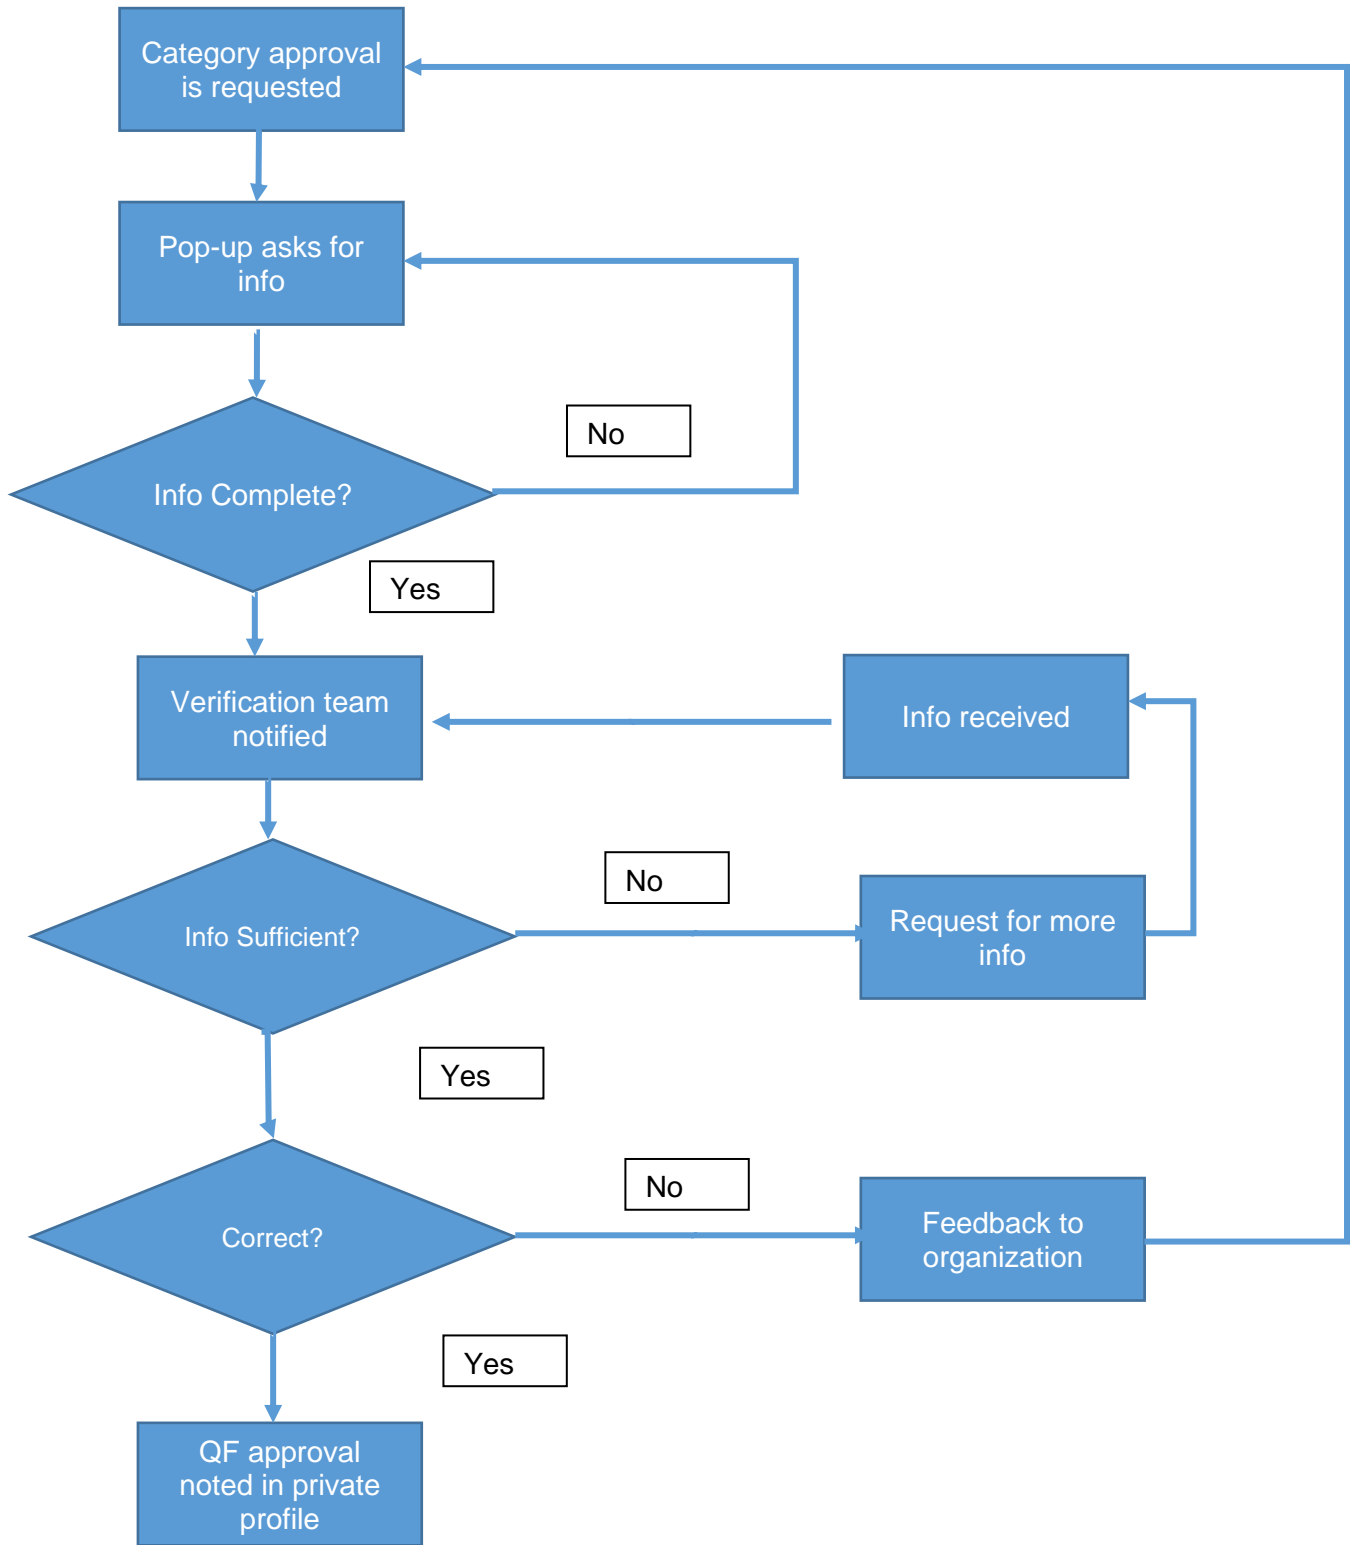 Category approval
is requested
Pop-up asks for
info
No
Info Complete?
Yes
Verification team
notified
Info received
No
Request for more
info
Info Sufficient?
Yes
No
Feedback to
organization
Correct?
Yes
QF approval
noted in private
profile